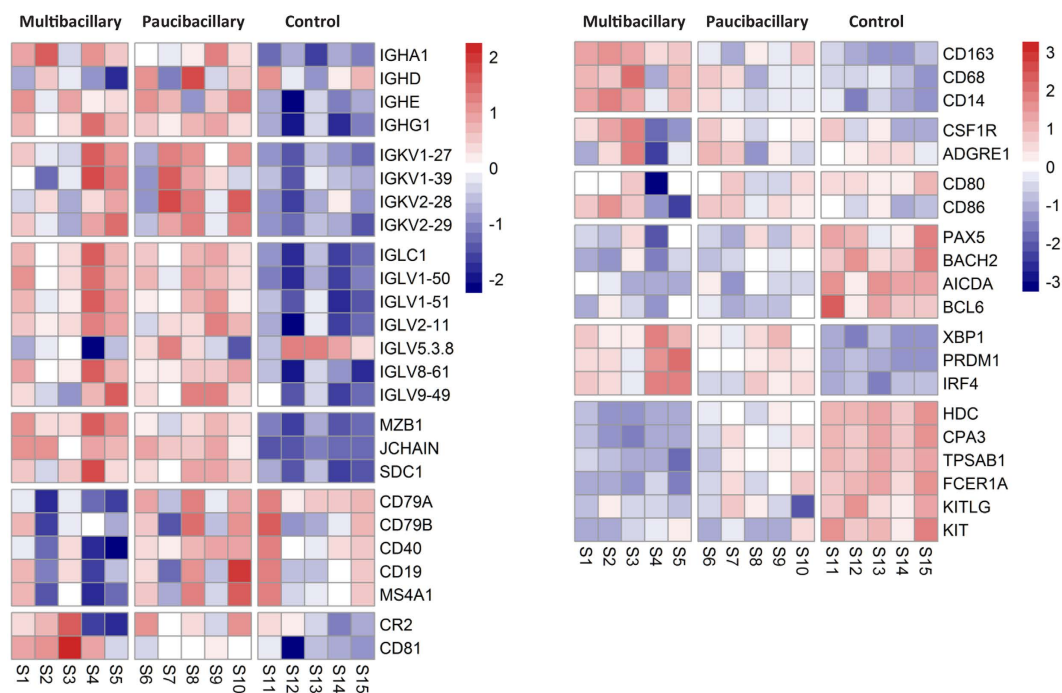 Multibacillary Paucibacillary Control
IGHA1
IGHD
IGHE
IGHG1
IGKV1-27
IGKV1-39
IGKV2-28
IGKV2-29
IGLC1
IGLV1-50
IGLV1-51
IGLV2-11
IGLV5.3.8
IGLV8-61
IGLV9-49
MZB1
JCHAIN
SDC1
CD79A
CD79B
CD40
CD19
MS4A1
CR2
CD81
S1 S2 S3 S4 S5 S6 S7 S8 S9 S10 S11 S12 S13 S14 S15
2
1
0
-1
-2
Multibacillary Paucibacillary Control
CD163
CD68
CD14
CSF1R
ADGRE1
CD80
CD86
PAX5
BACH2
AICDA
BCL6
XBP1
PRDM1
IRF4
HDC
CPA3
TPSAB1
FCER1A
KITLG
KIT
S1 S2 S3 S4 S5 S6 S7 S8 S9 S10 S11 S12 S13 S14 S15
3
2
1
0
-1
-2
-3